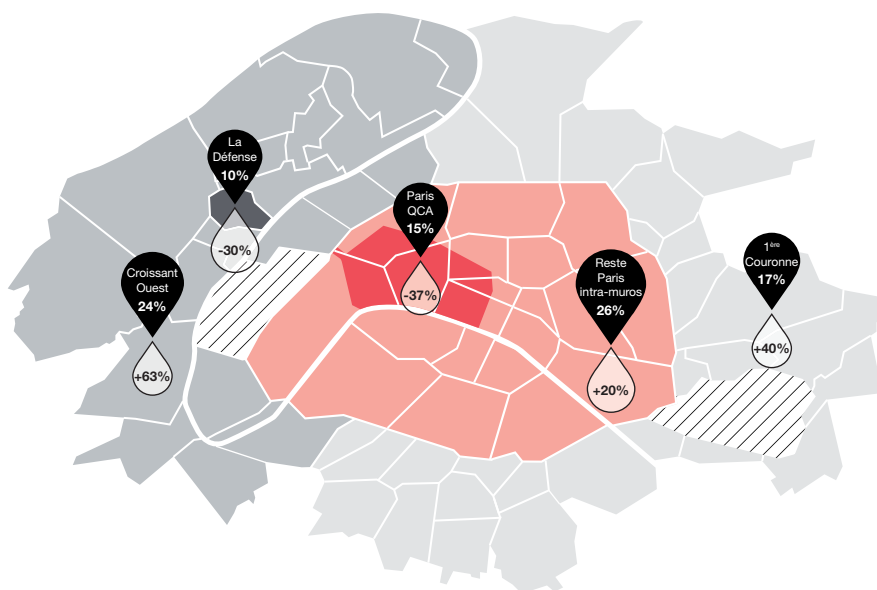 La
Défense
10%
-30%
Paris
QCA
15%
-37%
Croissant
Ouest
24%
+63%
Reste
Paris
intra-muros
26%
+20%
1ère
Couronne
17%
+40%